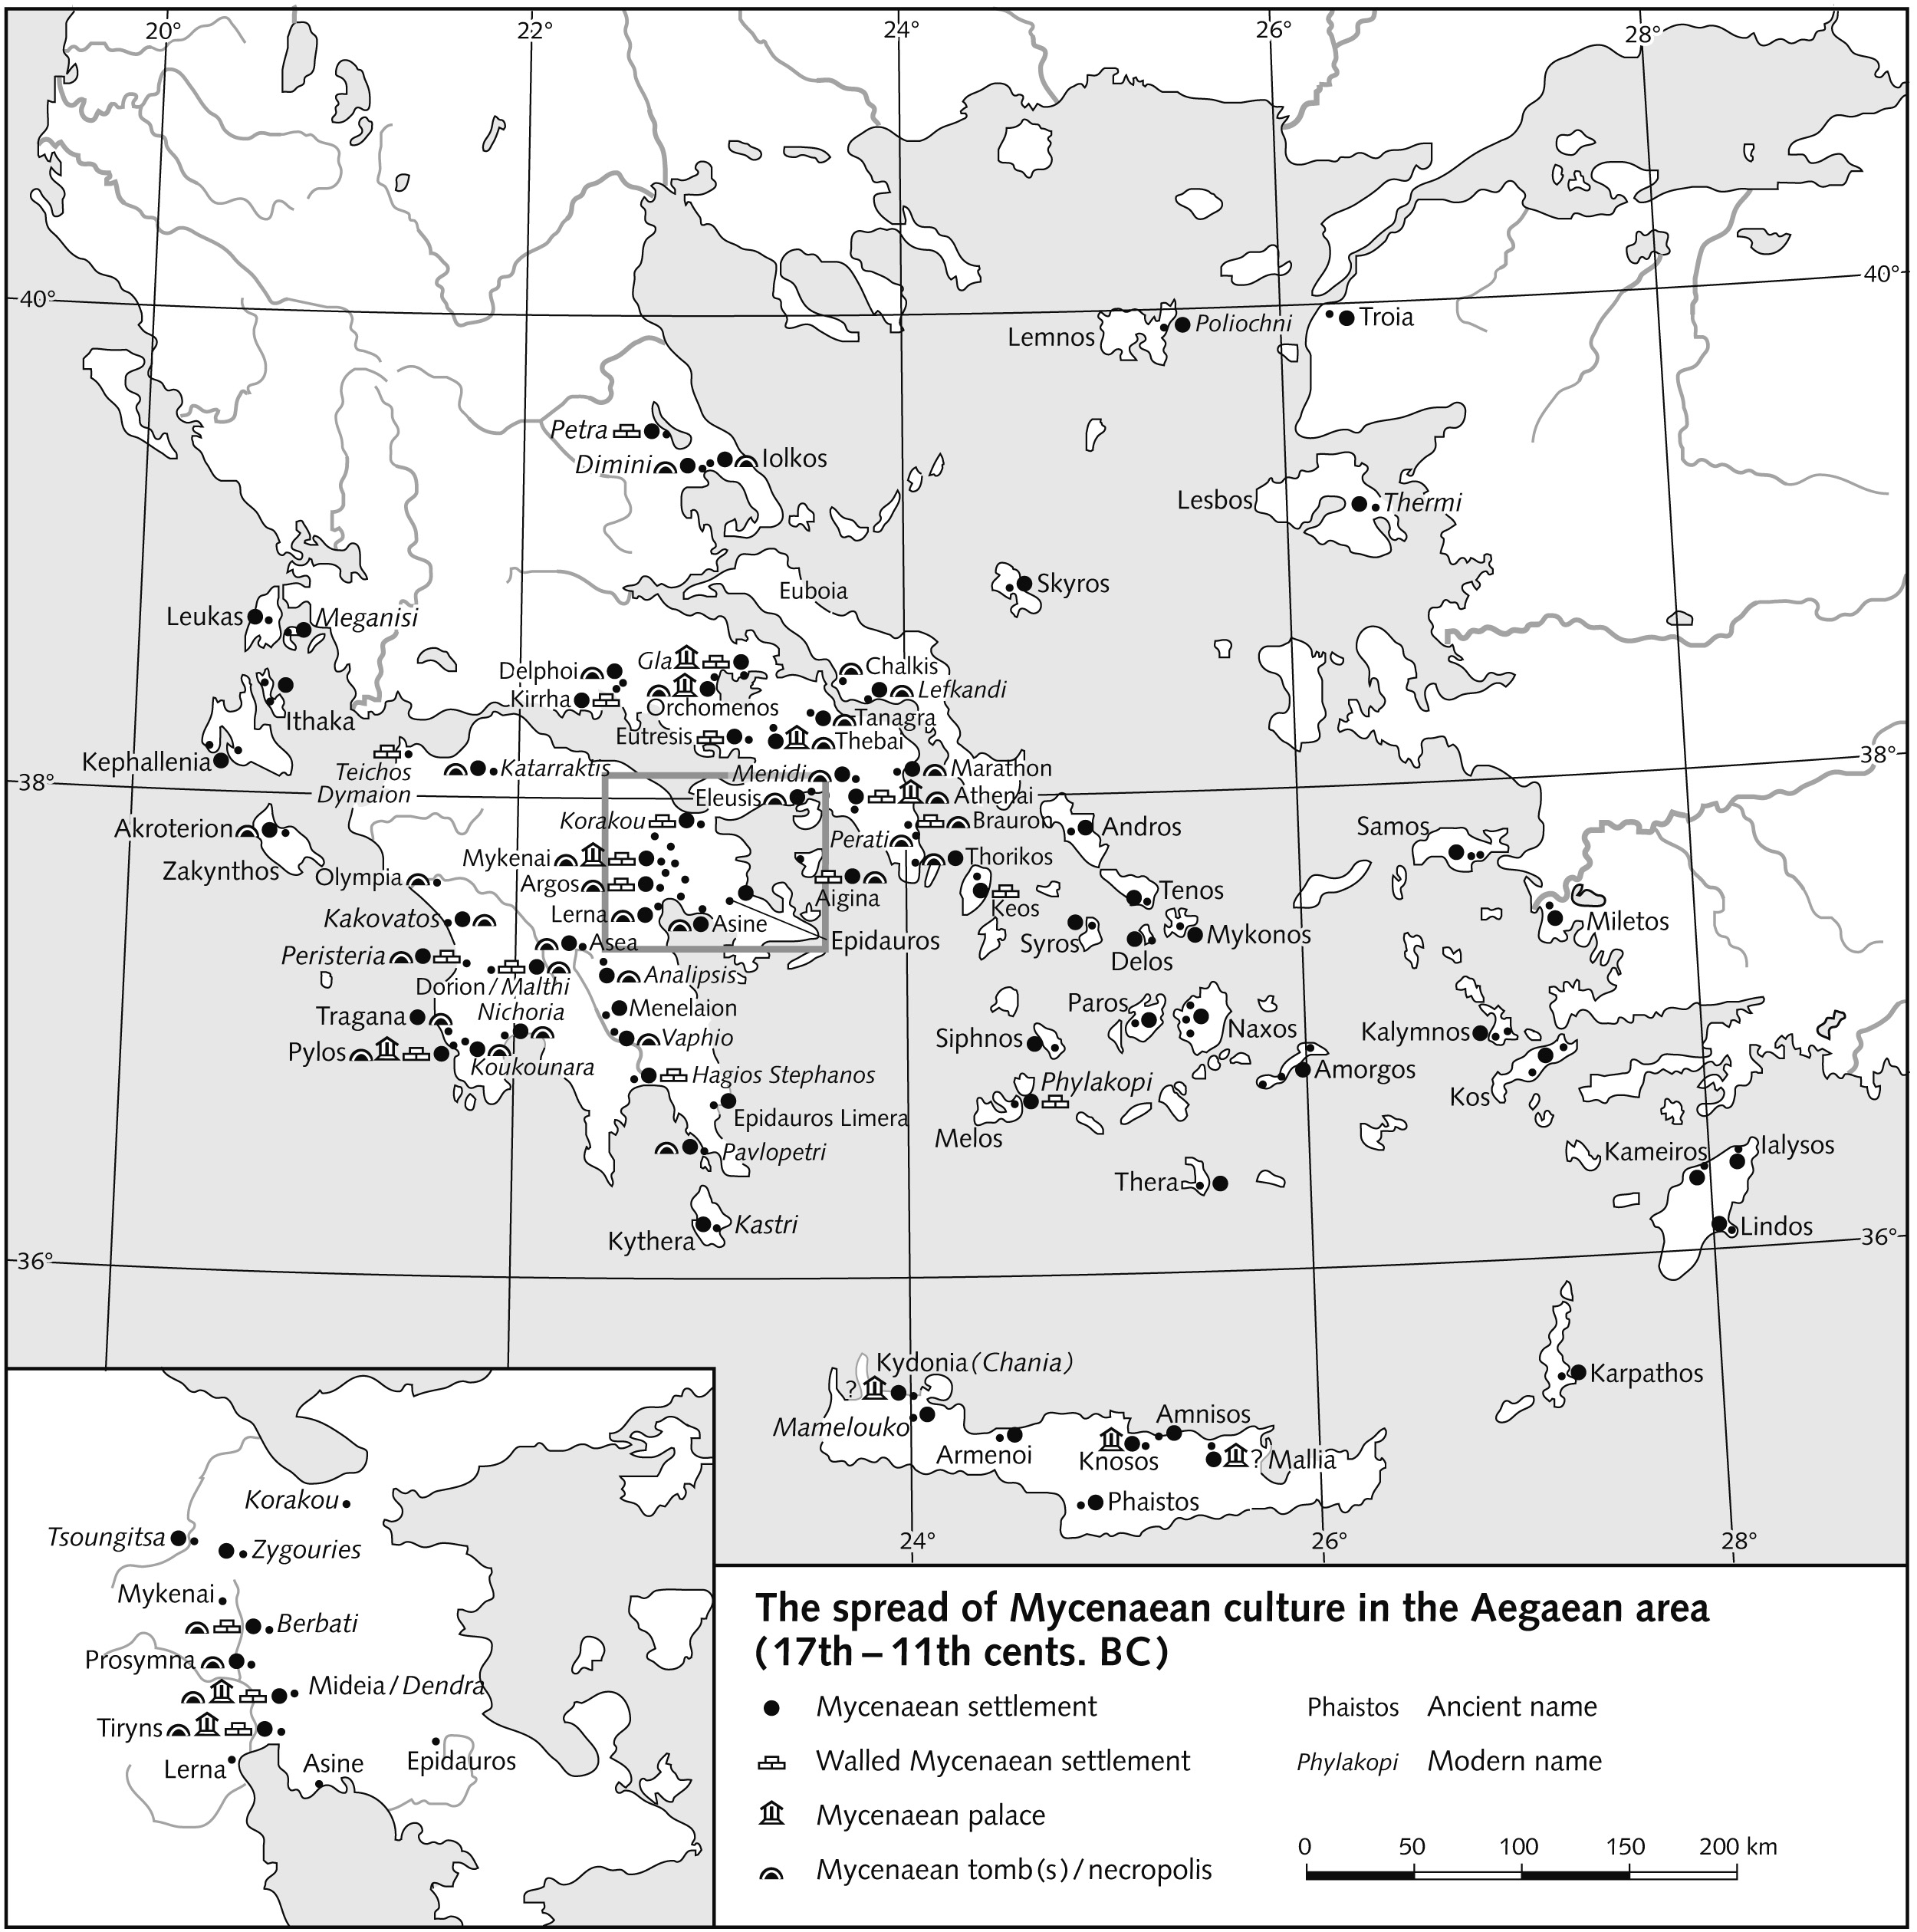 20° 22° 24° 26° 28°
40° 40°
Lemnos Poliochni Troia
Petra
Dimini Iolkos
Lesbos Thermi
Euboia Skyros
Leukas Meganisi
Gla Chalkis
Delphoi Lefkandi
Kirrha Orchomenos
Ithaka Tanagra
Eutresis Thebai
Kephallenia 38°
Teichos Katarraktis Menidi Marathon
38° Dymaion Eleusis Athenai
Korakou Perati Brauron
Akroterion Andros Samos
Zakynthos Mykenai Thorikos
Olympia Argos Aigina Tenos
Kakovatos Lerna Asine Keos Miletos
Asea Epidauros Syros Mykonos
Peristeria Delos
Dorion/Malthi Analipsis
Tragana Nichoria Menelaion Paros
Pylos Vaphio Siphnos Naxos Kalymnos
Koukounara Hagios Stephanos Phylakopi Amorgos
Epidauros Limera Kos
Pavlopetri Melos Kameiros Ialysos
Thera
Kythera Kastri Lindos
36° 36°
Kydonia (Chania) Karpathos
?
Mamelouko Amnisos
Armenoi Knosos ? Mallia
Phaistos
24° 26° 28°
Korakou
Tsoungitsa Zygouries
Mykenai
Berbati
Prosymna
Mideia/Dendra
Tiryns
Lerna Asine Epidauros
The spread of Mycenaean culture in the Aegaean area
(17th – 11th cents. BC)
Mycenaean settlement Phaistos Ancient name
Walled Mycenaean settlement Phylakopi Modern name
Mycenaean palace
0 50 100 150 200 km
Mycenaean tomb(s)/necropolis